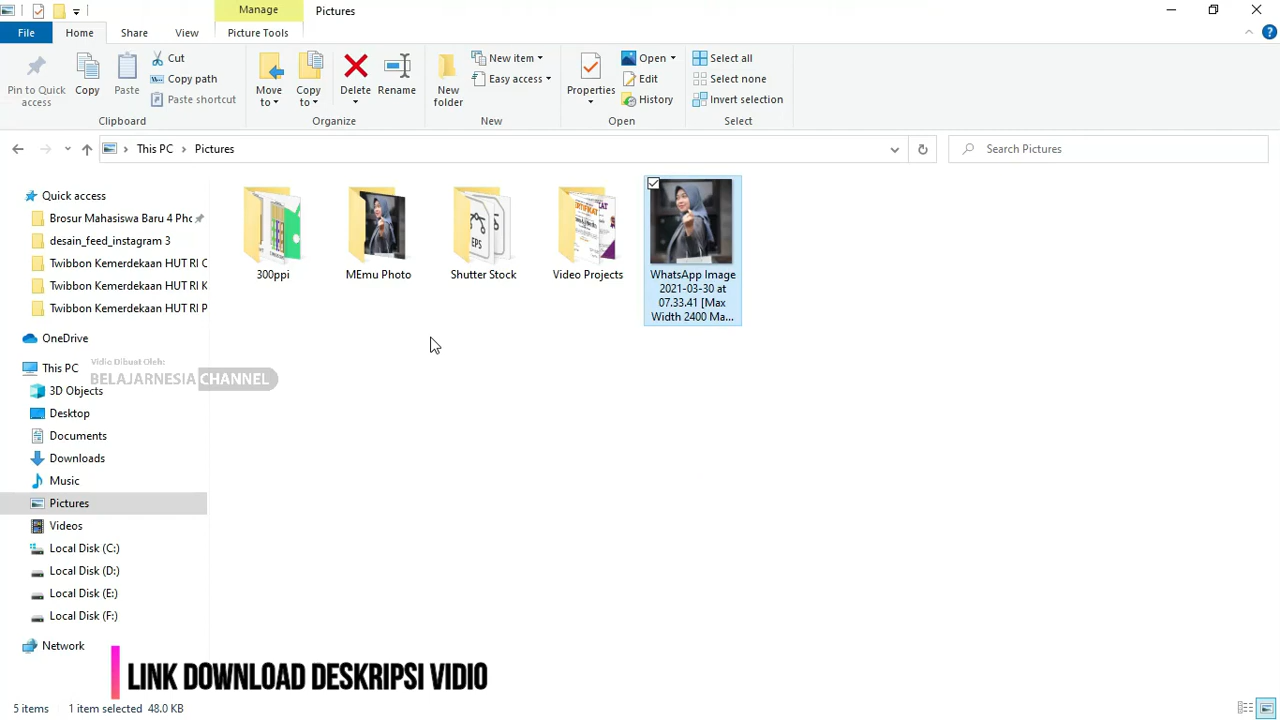 Manage
Pictures
File
Home
Share
View
Picture Tools
Pin to Quick
access
Copy
Paste
Cut
Copy path
Paste shortcut
Clipboard
Move
to
Copy
to
Delete
Rename
Organize
New
folder
New item
Easy access
New
Properties
Open
Edit
History
Open
Select all
Select none
Invert selection
Select
This PC
Pictures
Search Pictures
Quick access
Brosur Mahasiswa Baru 4 Phc
desain_feed_instagram 3
Twibbon Kemerdekaan HUT RI C
Twibbon Kemerdekaan HUT RI K
Twibbon Kemerdekaan HUT RI P
OneDrive
This PC
3D Objects
Desktop
Documents
Downloads
Music
Pictures
Videos
Local Disk (C:)
Local Disk (D:)
Local Disk (E:)
Local Disk (F:)
Network
300ppi
MEmu Photo
EPS
Shutter Stock
Video Projects
WhatsApp Image
2021-03-30 at
07.33.41 [Max
Width 2400 Ma...
Vidio Dibuat Oleh:
BELAJARNESIA CHANNEL
LINK DOWNLOAD DESKRIPSI VIDIO
5 items
1 item selected 48.0 KB